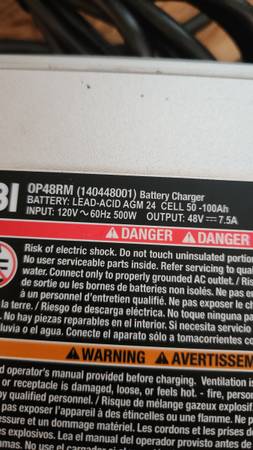 BI OP48RM (140448001) Battery Charger
BATTERY: LEAD-ACID AGM 24 CELL 50 -100Ah
INPUT: 120V ~ 60Hz 500W OUTPUT: 48V ⎓ 7.5A
⚠ DANGER ⚠ DANGER
Risk of electric shock. Do not touch uninsulated portion
No user serviceable parts inside. Refer servicing to qual
water. Connect only to properly grounded AC outlet. / Ris
de sortie ou les bornes de batteries non isolés. Ne pas e
à un personnel d'entretien qualifié. Ne pas exposer le ch
la terre. / Riesgo de descarga eléctrica. No toque ninguna pa
. No hay piezas reparables en el interior. Si necesita servicio
lluvia o el agua. Conecte el aparato sólo a tomacorrientes co
⚠ WARNING ⚠ AVERTISSEM
d operator's manual provided before charging. Ventilation is
or receptacle is damaged, loose, or feels hot. - fire, person
y qualified personnel. / Risque de mélange gazeux explosif
pas exposer l'appareil à des étincelles ou une flamme. Ne p
essure et un dommage matériel. Les cordons et les prises d
es explosivos. Lea el manual del operador provisto antes de